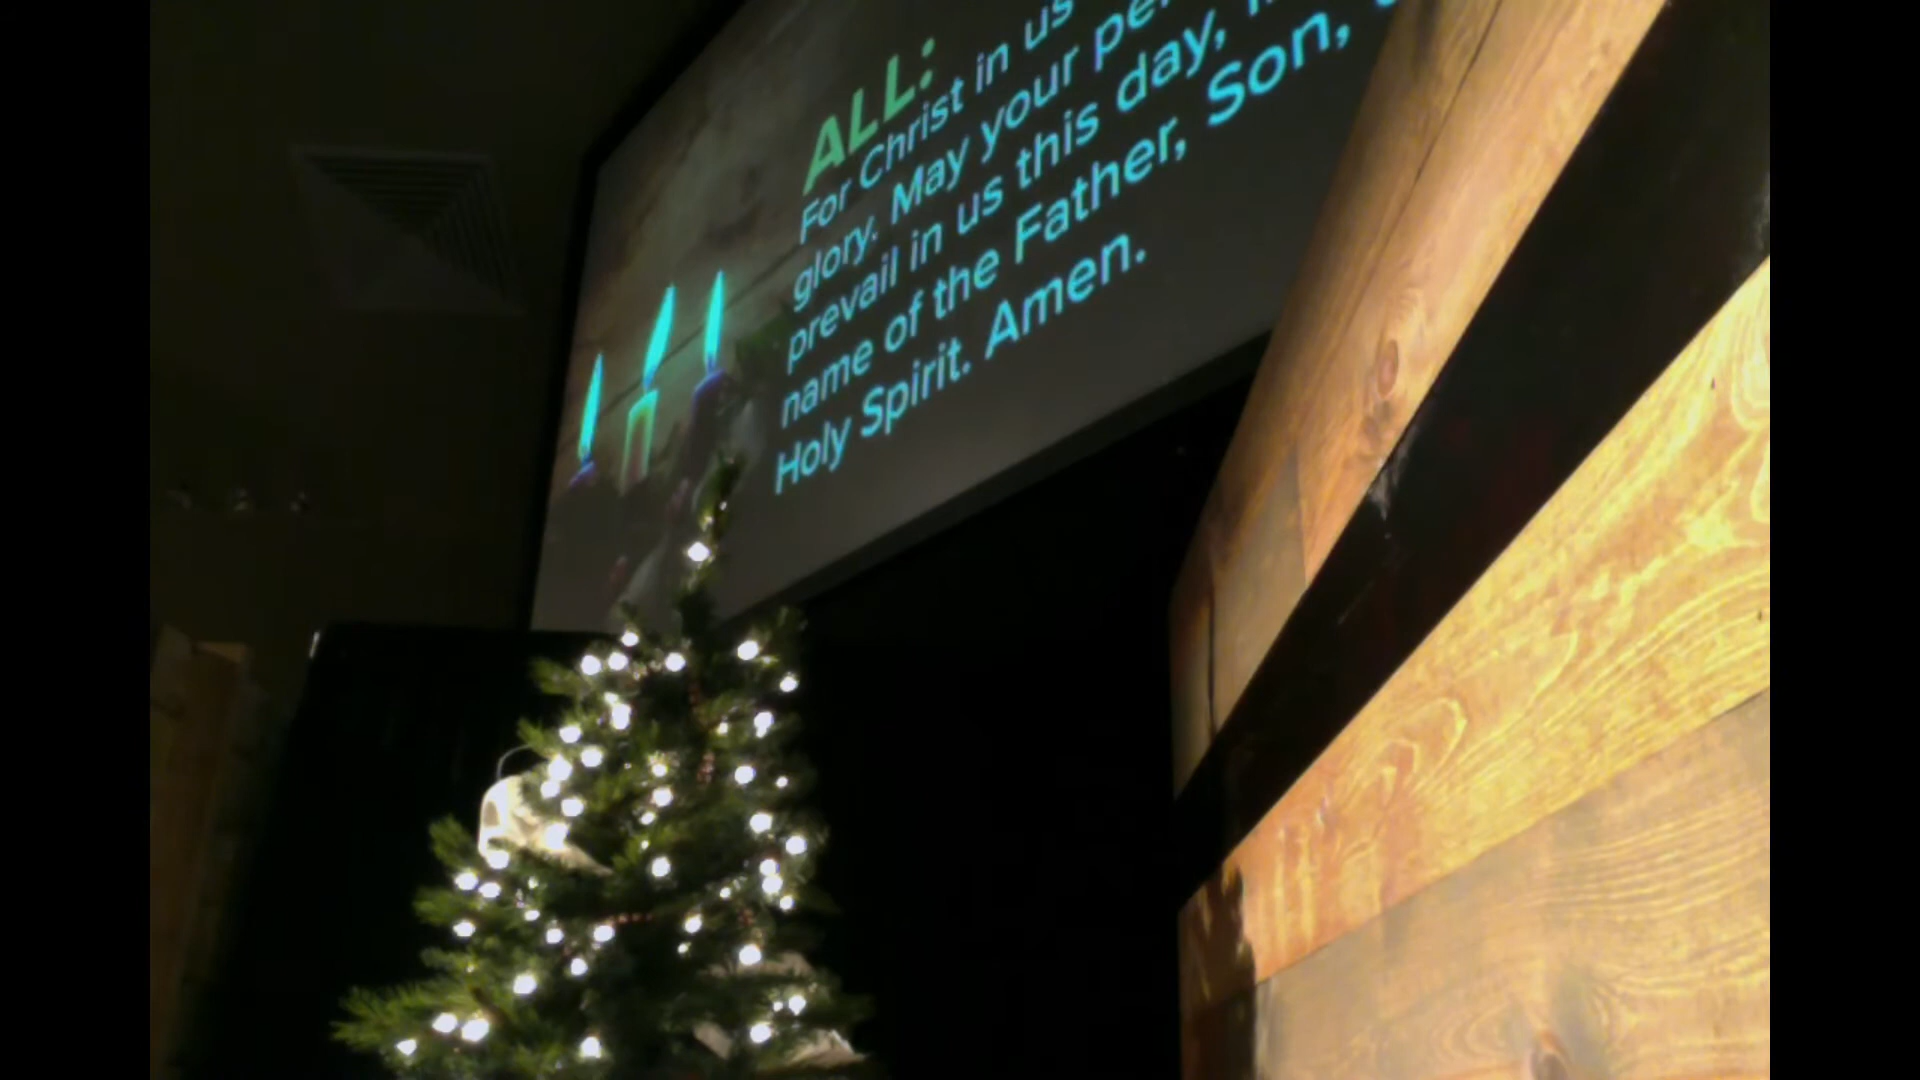 ALL:
For Christ in us
glory. May your
prevail in us this day,
name of the Father, Son,
Holy Spirit. Amen.